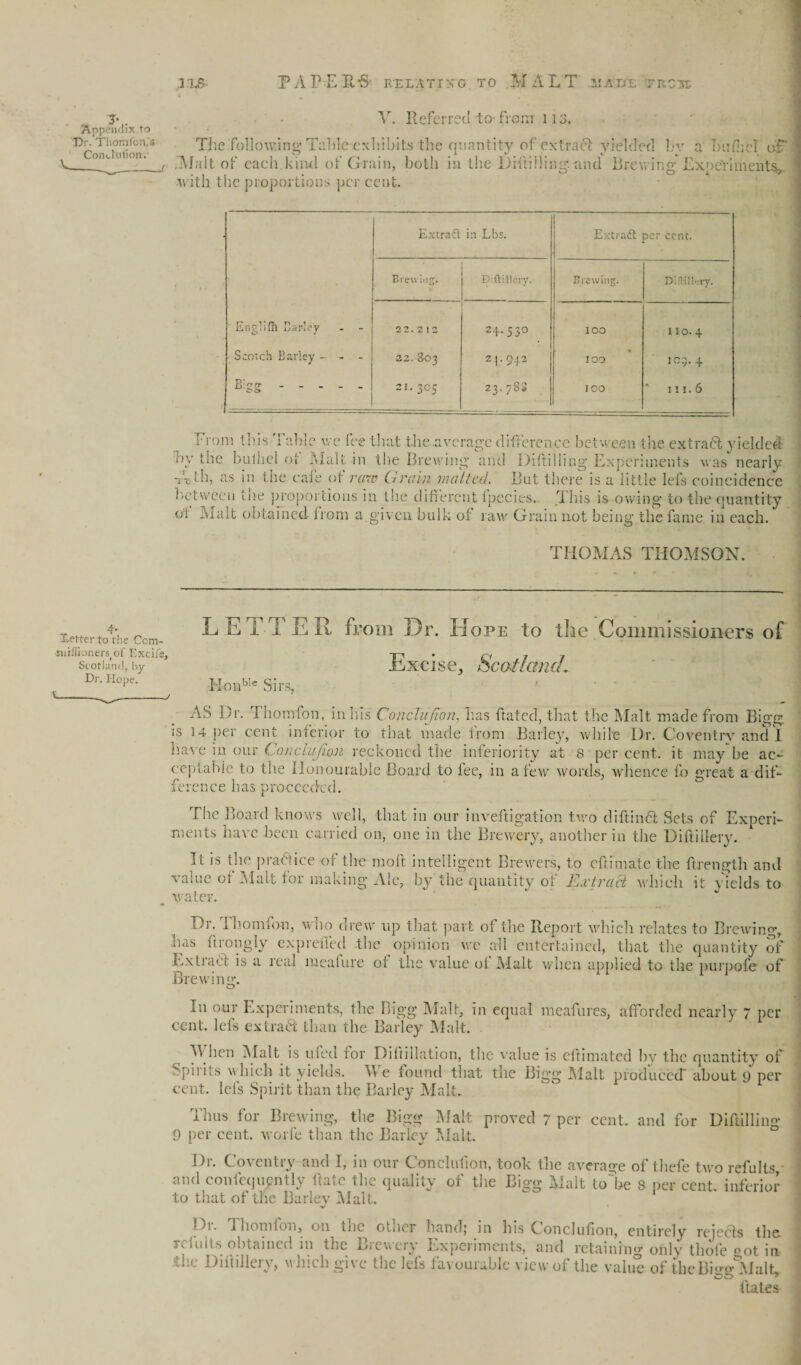 118 PAPERS RELATING TO MALT MADE FROM
3.
Appendix to
Dr. Thomſon's
Concluſion.
V. Referred to from 113.
The following Table exhibits the quantity of extract yielded by a buſhel of
Malt of each kind of Grain, both in the Diſtilling and Brewing Experiments,
with the proportions per cent.
Extract in Lbs. Extract per cent.
Brewing. Diſtillery. Brewing. Diſtillery.
Engliſh Barley - - 22.212 24.530 100 110.4
Scotch Barley - - - 22.803 24.942 100 109.4
Bigg - - - - - 21.305 23.788 100 111.6
From this Table we ſee that the average difference between the extract yielded
by the buſhel of Malt in the Brewing and Diſtilling Experiments was nearly
1/10th, as in the caſe of raw Grain malted. But there is a little leſs coincidence
between the proportions in the different ſpecies. This is owing to the quantity
of Malt obtained from a given bulk of raw Grain not being the ſame in each.
THOMAS THOMSON.
4.
Letter to the Com-
miſſioners of Exciſe,
Scotland, by
Dr. Hope.
LETTER from Dr. Hope to the Commissioners of
Excise, Scotland.
Honble Sirs,
AS Dr. Thomſon, in his Concluſion, has ſtated, that the Malt made from Bigg
is 14 per cent inferior to that made from Barley, while Dr. Coventry and I
have in our Concluſion reckoned the inferiority at 8 per cent. it may be ac-
ceptable to the Honourable Board to ſee, in a few words, whence ſo great a dif-
ference has proceeded.
The Board knows well, that in our inveſtigation two diſtinct Sets of Experi-
ments have been carried on, one in the Brewery, another in the Diſtillery.
It is the practice of the moſt intelligent Brewers, to eſtimate the ſtrength and
value of Malt for making Ale, by the quantity of Extract which it yields to
water.
Dr. Thomſon, who drew up that part of the Report which relates to Brewing,
has ſtrongly expreſſed the opinion we all entertained, that the quantity of
Extract is a real meaſure of the value of Malt when applied to the purpoſe of
Brewing.
In our Experiments, the Bigg Malt, in equal meaſures, afforded nearly 7 per
cent. leſs extract than the Barley Malt.
When Malt is uſed for Diſtillation, the value is eſtimated by the quantity of
Spirits which it yields. We found that the Bigg Malt produced about 9 per
cent. leſs Spirit than the Barley Malt.
Thus for Brewing, the Bigg Malt proved 7 per cent. and for Diſtilling
9 per cent. worſe than the Barley Malt.
Dr. Coventry and I, in our Concluſion, took the average of theſe two reſults,
and conſequently ſtate the quality of the Bigg Malt to be 8 per cent. inferior
to that of the Barley Malt.
Dr. Thomſon, on the other hand; in his Concluſion, entirely rejects the
reſults obtained in the Brewery Experiments, and retaining only thoſe got in
the Diſtillery, which give the leſs favourable view of the value of the Bigg Malt,
ſtates